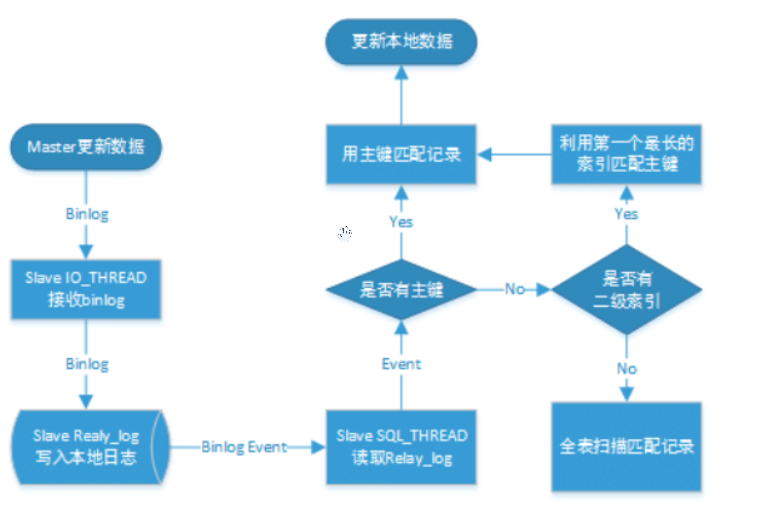 更新本地数据
Master更新数据
用主键匹配记录
利用第一个最长的
索引匹配主键
Binlog
Yes
Yes
Slave IO_THREAD
接收binlog
是否有主键
No
是否有
二级索引
Binlog
Event
No
Slave Realy_log
写入本地日志
Binlog Event
Slave SQL_THREAD
读取Relay_log
全表扫描匹配记录